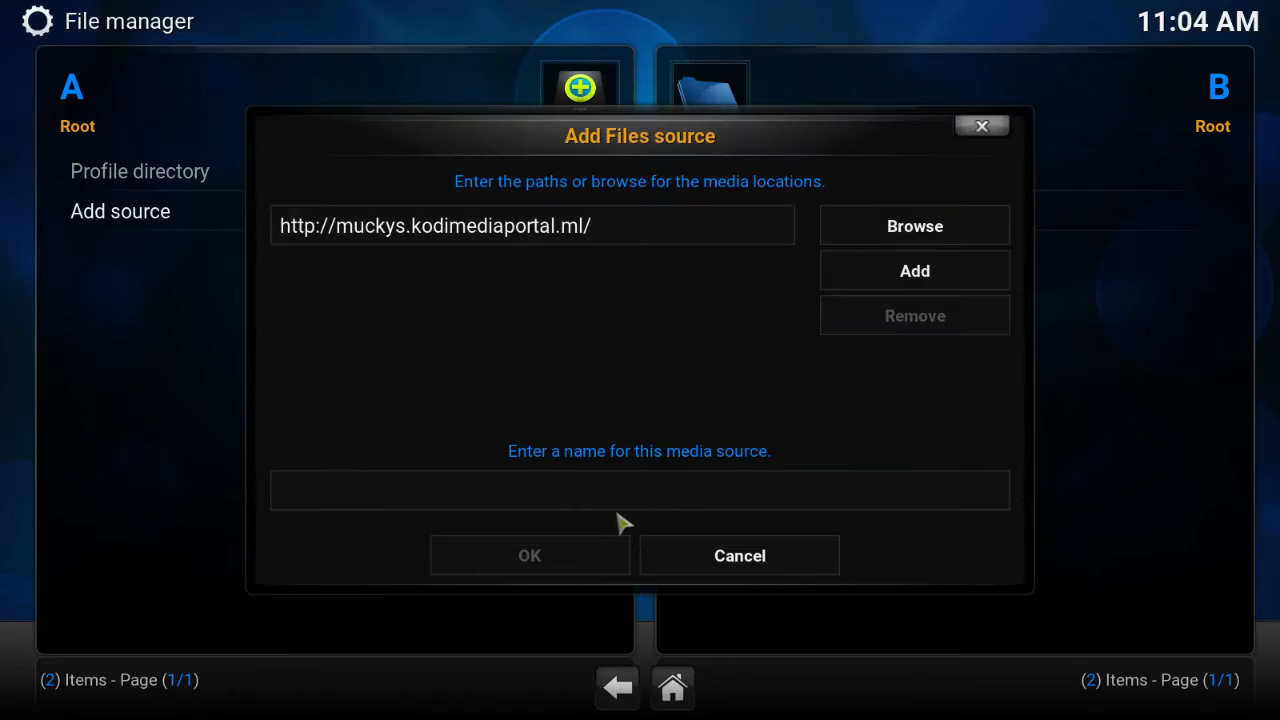 File manager
11:04 AM
A
B
Root
Root
Profile directory
Add source
Add Files source
Enter the paths or browse for the media locations.
http://muckys.kodimediaportal.ml/
Browse
Add
Remove
Enter a name for this media source.
OK
Cancel
(2) Items - Page (1/1)
(2) Items - Page (1/1)